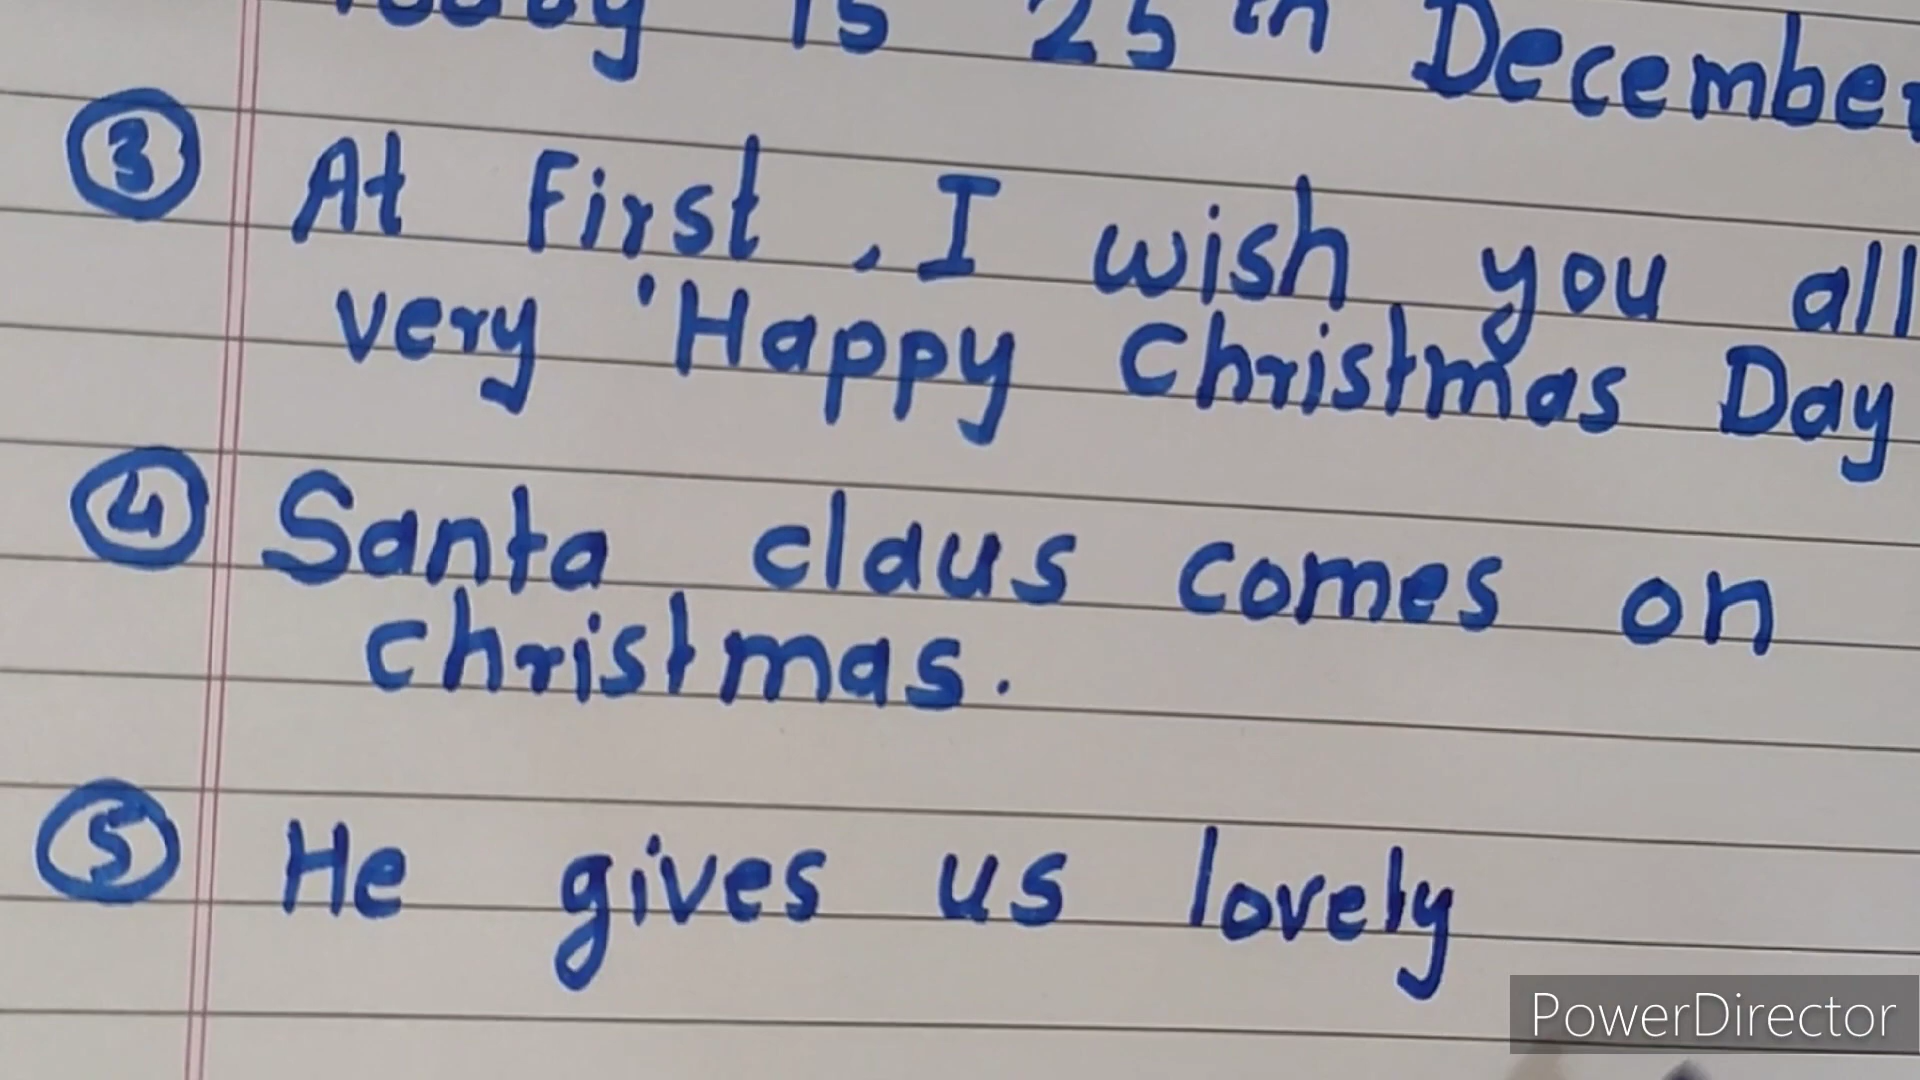 Today is 25th December
③ At First, I wish you all
very 'Happy Christmas Day
④ Santa claus comes on
christmas.
⑤ He gives us lovely
PowerDirector